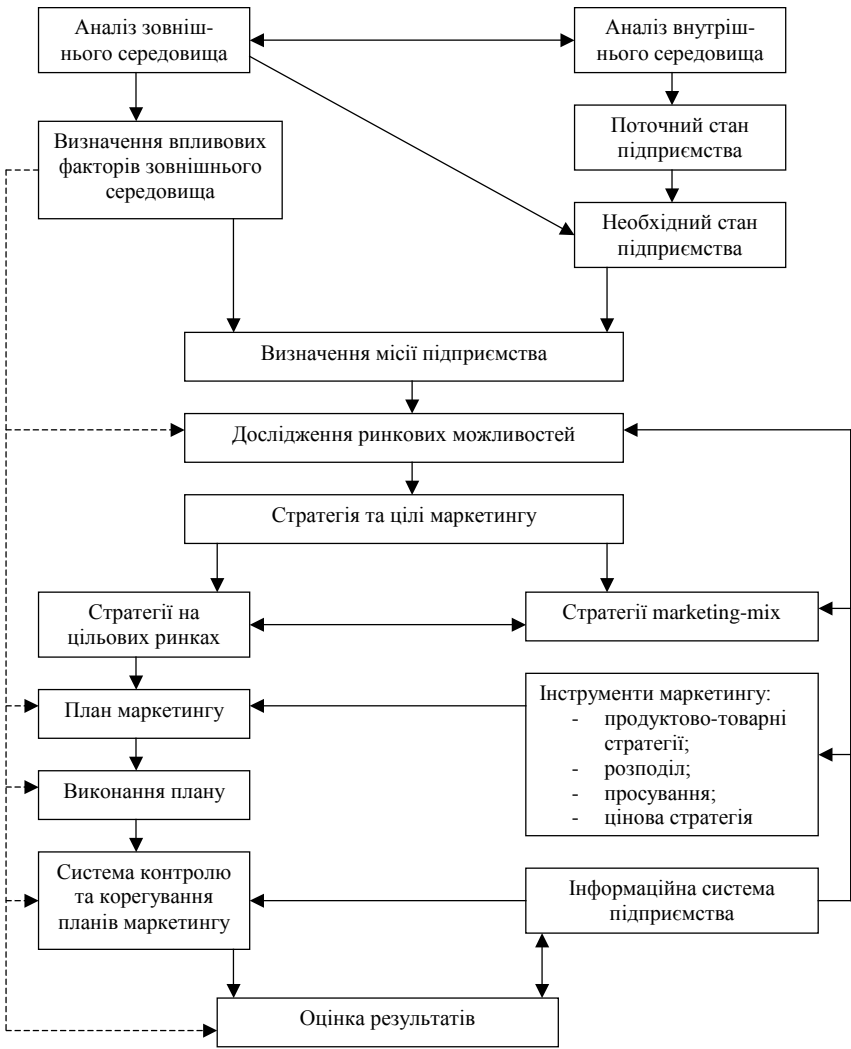 Аналіз зовніш-
нього середовища
Аналіз внутріш-
нього середовища
Визначення впливових
факторів зовнішнього
середовища
Поточний стан
підприємства
Необхідний стан
підприємства
Визначення місії підприємства
Дослідження ринкових можливостей
Стратегія та цілі маркетингу
Стратегії на
цільових ринках
Стратегії marketing-mix
План маркетингу
Інструменти маркетингу:
- продуктово-товарні
стратегії;
- розподіл;
- просування;
- цінова стратегія
Виконання плану
Система контролю
та корегування
планів маркетингу
Інформаційна система
підприємства
Оцінка результатів